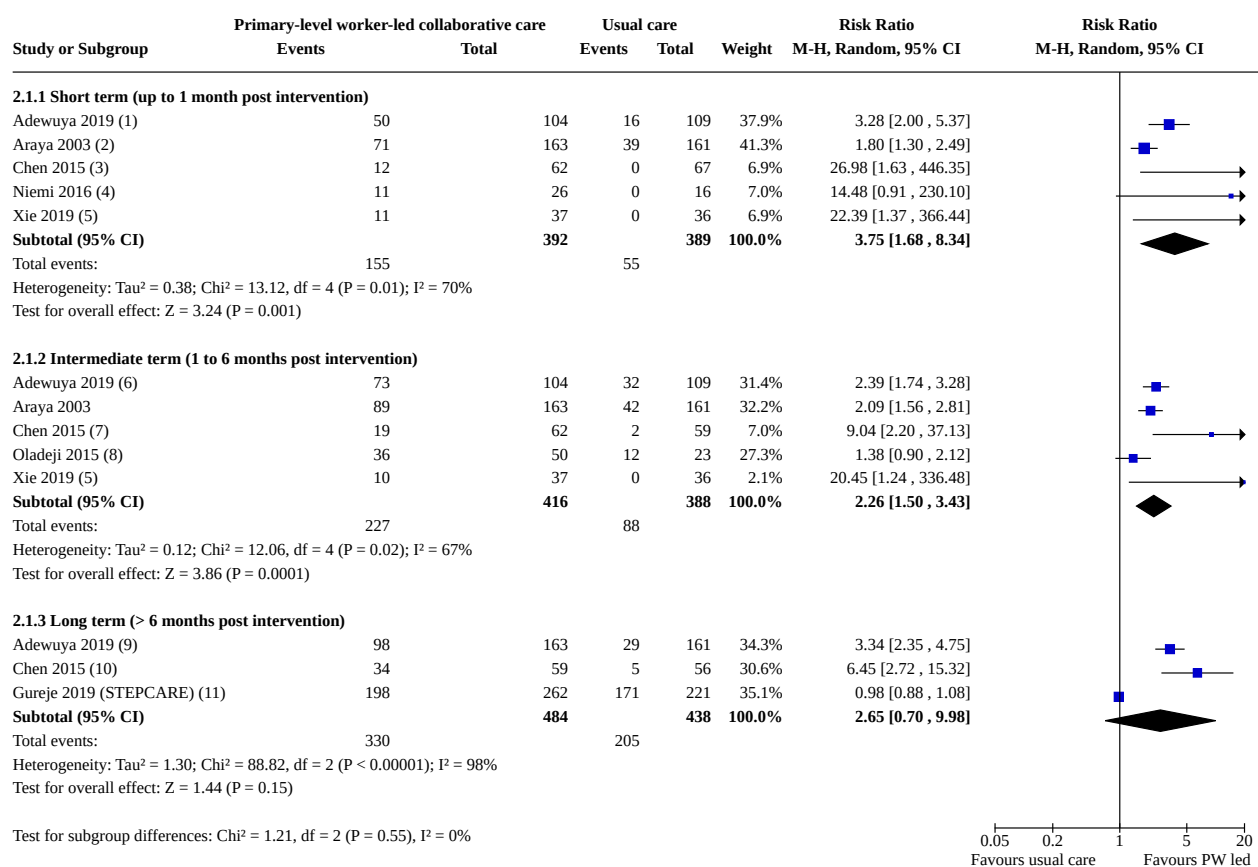 Primary-level worker-led collaborative care Usual care Risk Ratio Risk Ratio
Study or Subgroup Events Total Events Total Weight M-H, Random, 95% CI M-H, Random, 95% CI
2.1.1 Short term (up to 1 month post intervention)
Adewuya 2019 (1) 50 104 16 109 37.9% 3.28 [2.00 , 5.37]
Araya 2003 (2) 71 163 39 161 41.3% 1.80 [1.30 , 2.49]
Chen 2015 (3) 12 62 0 67 6.9% 26.98 [1.63 , 446.35]
Niemi 2016 (4) 11 26 0 16 7.0% 14.48 [0.91 , 230.10]
Xie 2019 (5) 11 37 0 36 6.9% 22.39 [1.37 , 366.44]
Subtotal (95% CI) 392 389 100.0% 3.75 [1.68 , 8.34]
Total events: 155 55
Heterogeneity: Tau² = 0.38; Chi² = 13.12, df = 4 (P = 0.01); I² = 70%
Test for overall effect: Z = 3.24 (P = 0.001)
2.1.2 Intermediate term (1 to 6 months post intervention)
Adewuya 2019 (6) 73 104 32 109 31.4% 2.39 [1.74 , 3.28]
Araya 2003 89 163 42 161 32.2% 2.09 [1.56 , 2.81]
Chen 2015 (7) 19 62 2 59 7.0% 9.04 [2.20 , 37.13]
Oladeji 2015 (8) 36 50 12 23 27.3% 1.38 [0.90 , 2.12]
Xie 2019 (5) 10 37 0 36 2.1% 20.45 [1.24 , 336.48]
Subtotal (95% CI) 416 388 100.0% 2.26 [1.50 , 3.43]
Total events: 227 88
Heterogeneity: Tau² = 0.12; Chi² = 12.06, df = 4 (P = 0.02); I² = 67%
Test for overall effect: Z = 3.86 (P = 0.0001)
2.1.3 Long term (> 6 months post intervention)
Adewuya 2019 (9) 98 163 29 161 34.3% 3.34 [2.35 , 4.75]
Chen 2015 (10) 34 59 5 56 30.6% 6.45 [2.72 , 15.32]
Gureje 2019 (STEPCARE) (11) 198 262 171 221 35.1% 0.98 [0.88 , 1.08]
Subtotal (95% CI) 484 438 100.0% 2.65 [0.70 , 9.98]
Total events: 330 205
Heterogeneity: Tau² = 1.30; Chi² = 88.82, df = 2 (P < 0.00001); I² = 98%
Test for overall effect: Z = 1.44 (P = 0.15)
Test for subgroup differences: Chi² = 1.21, df = 2 (P = 0.55), I² = 0%
0.05 0.2 1 5 20
Favours usual care Favours PW led